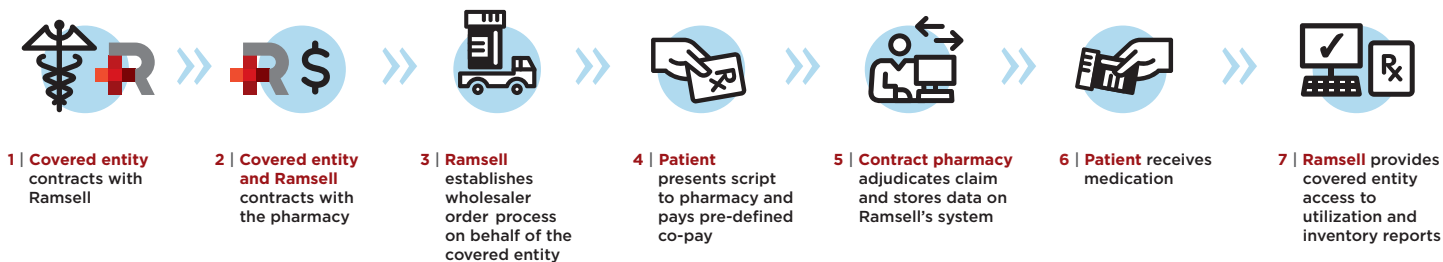 R
R $
Rx
Rx
1 | Covered entity
contracts with
Ramsell
2 | Covered entity
and Ramsell
contracts with
the pharmacy
3 | Ramsell
establishes
wholesaler
order process
on behalf of the
covered entity
4 | Patient
presents script
to pharmacy and
pays pre-defined
co-pay
5 | Contract pharmacy
adjudicates claim
and stores data on
Ramsell's system
6 | Patient receives
medication
7 | Ramsell provides
covered entity
access to
utilization and
inventory reports